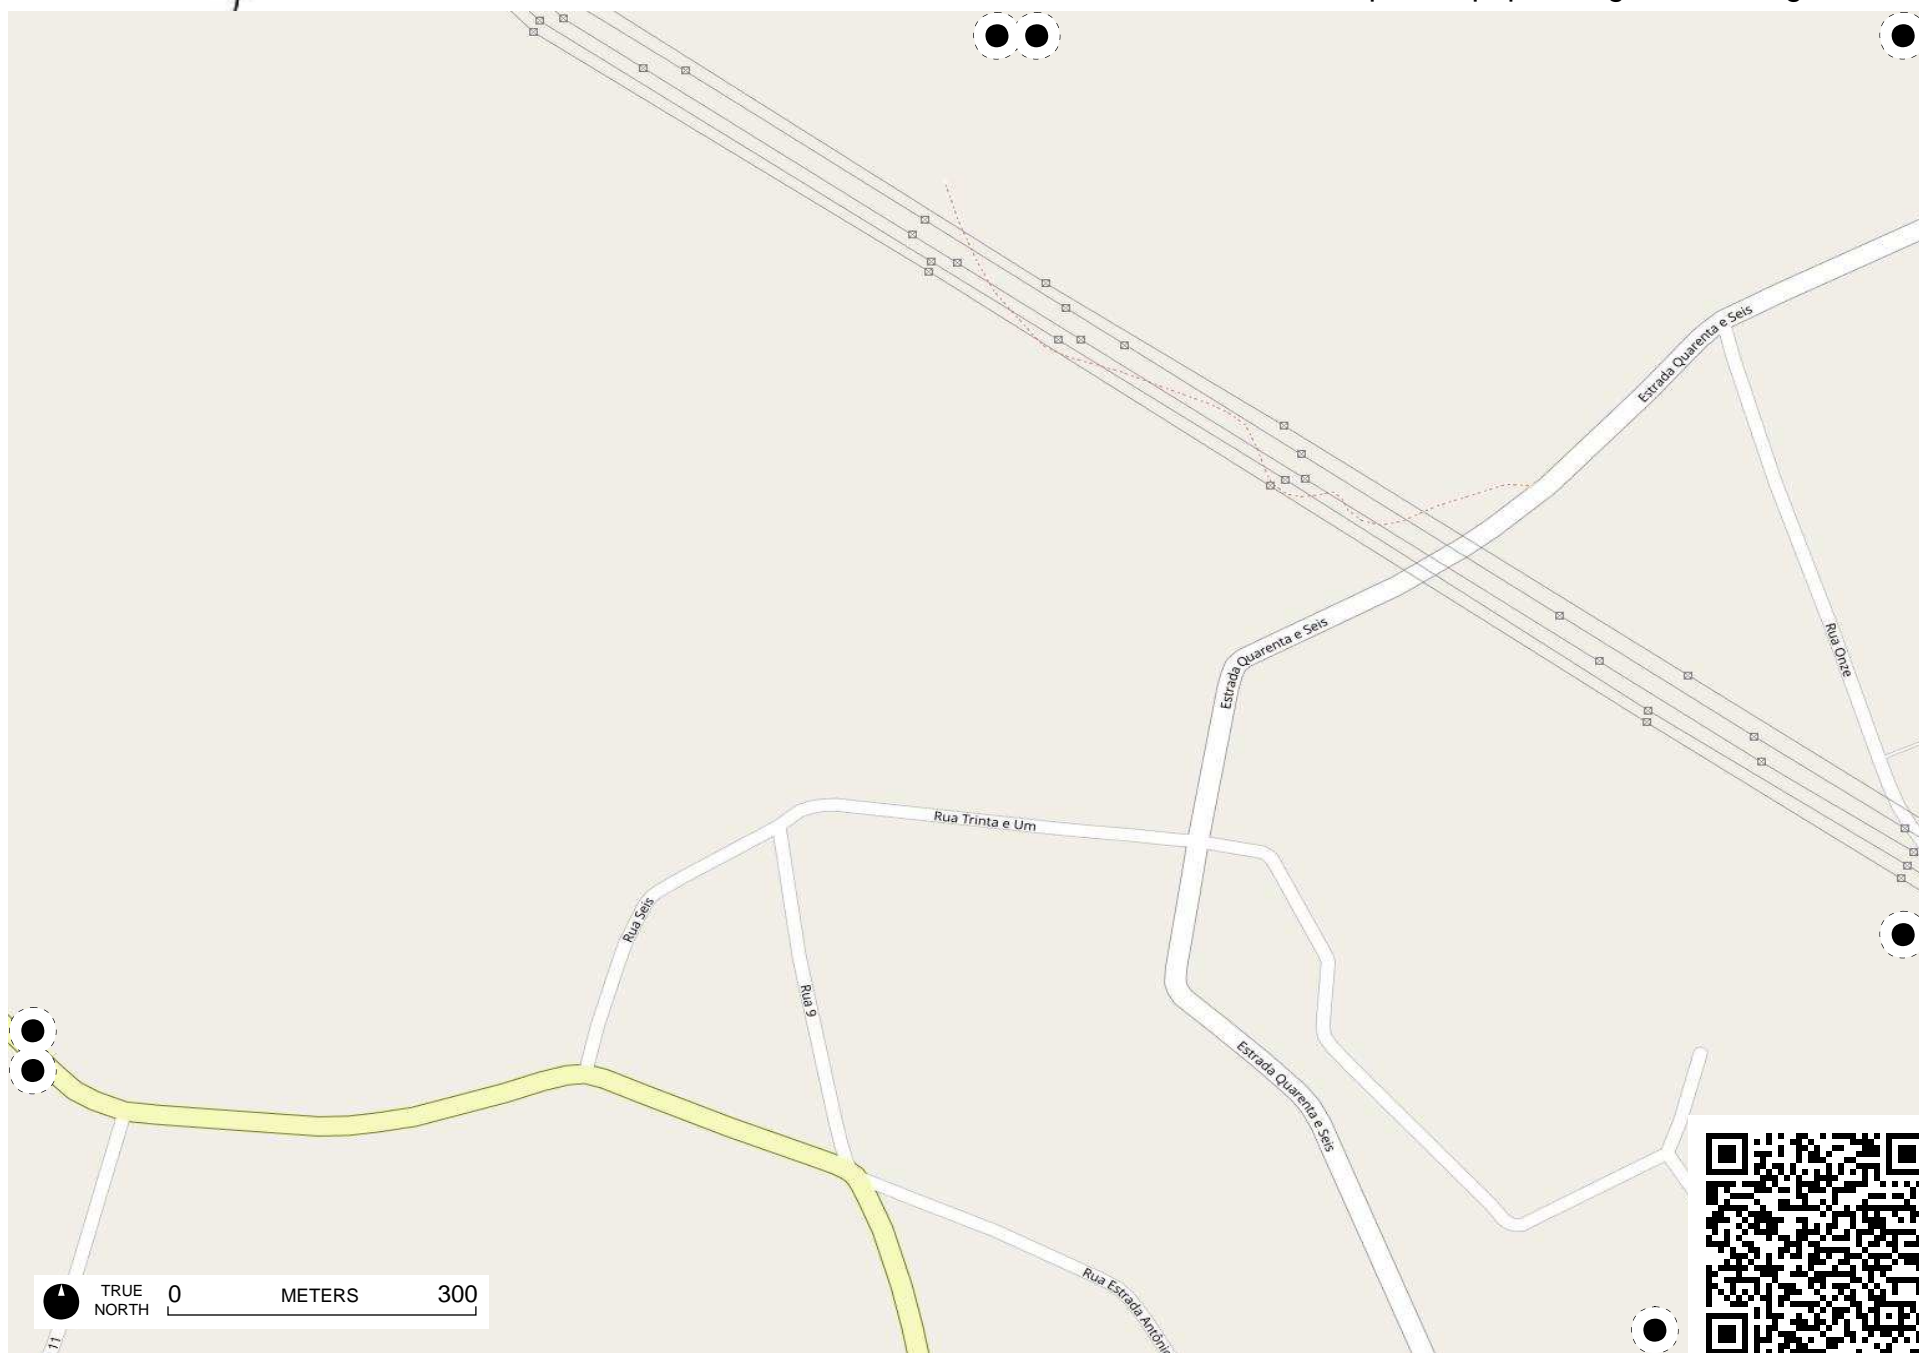 Estrada Quarenta e Seis
Estrada Quarenta e Seis
Rua Onze
Rua Trinta e Um
Rua Seis
Rua 9
Estrada Quarenta e Seis
Rua Estrada Antônio
11
TRUE NORTH
0 METERS 300